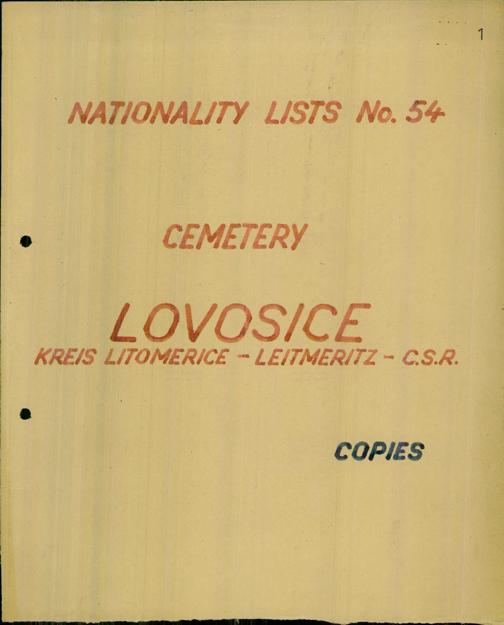 1
NATIONALITY LISTS No. 54
CEMETERY
LOVOSICE
KREIS LITOMERICE - LEITMERITZ - C.S.R.
COPIES